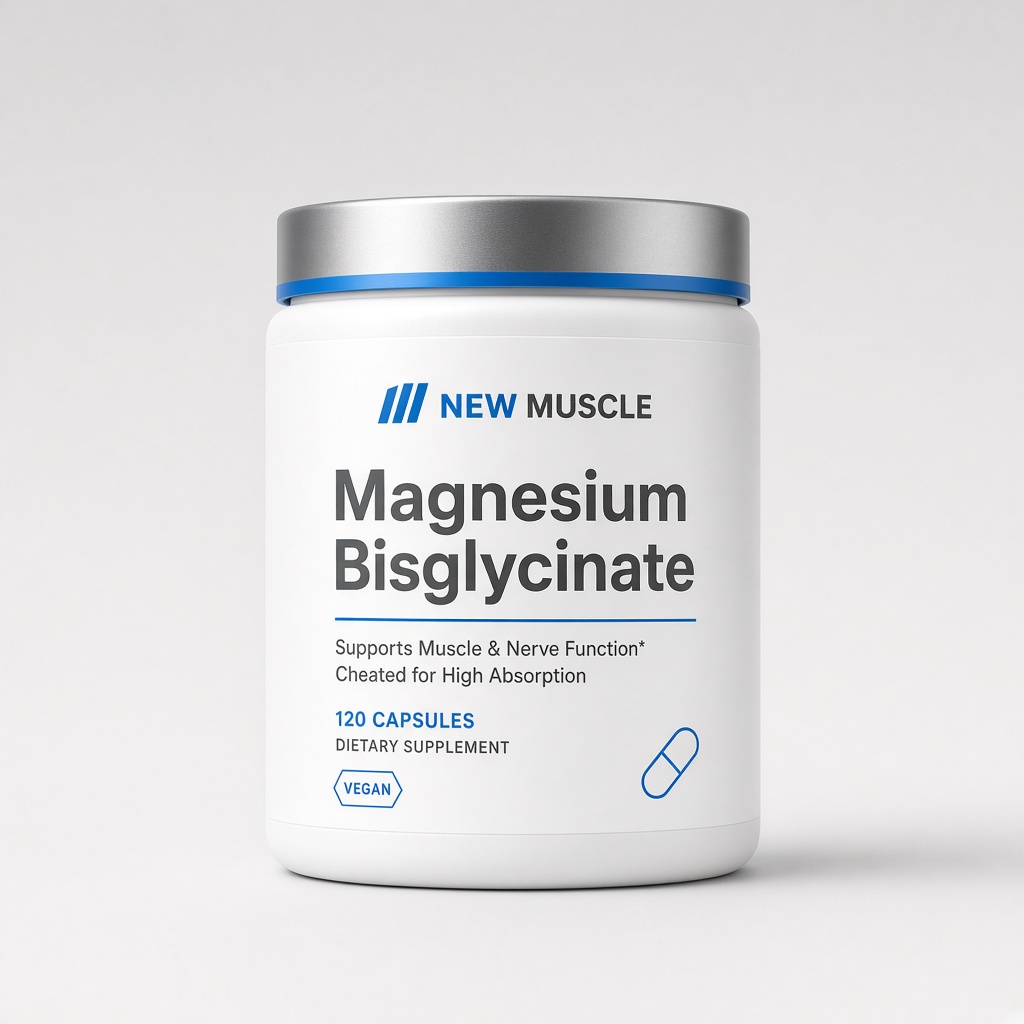 NEW MUSCLE
Magnesium
Bisglycinate
Supports Muscle & Nerve Function*
Cheated for High Absorption
120 CAPSULES
DIETARY SUPPLEMENT
VEGAN